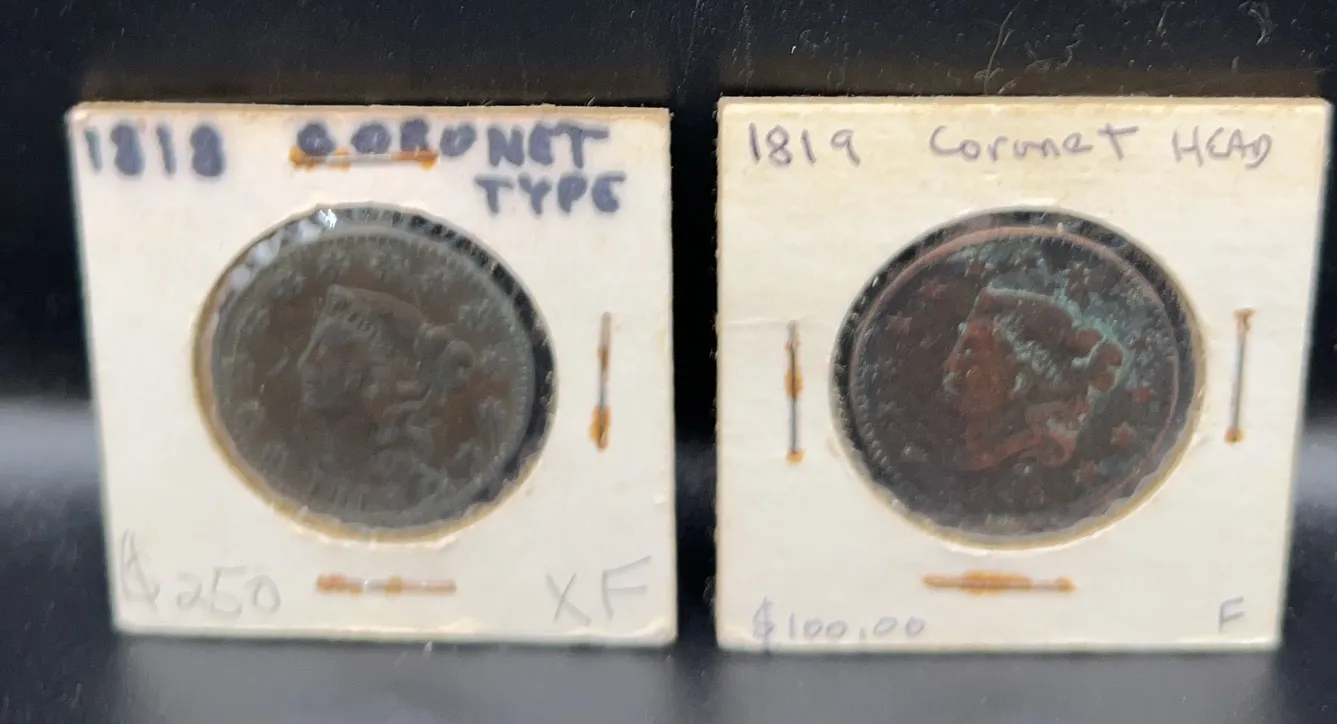 1818 CORONET
TYPE
$250 XF
1819 Coronet HEAD
$100.00 F